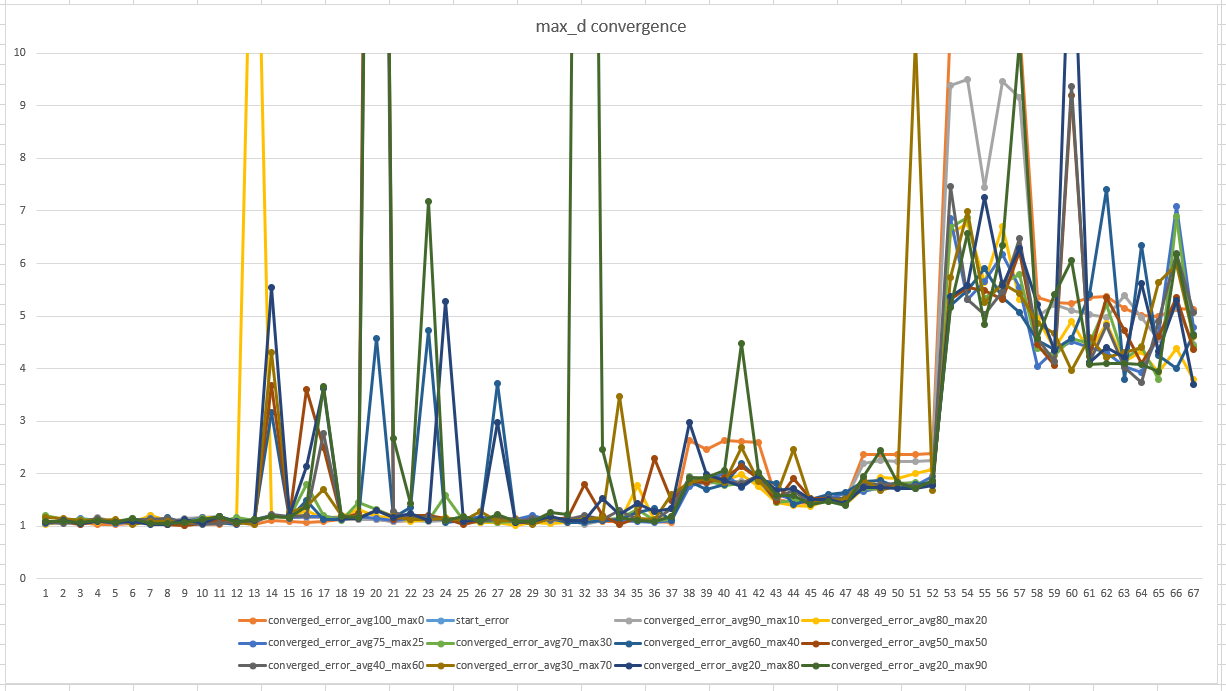 max_d convergence
10
9
8
7
6
5
4
3
2
1
0
1 2 3 4 5 6 7 8 9 10 11 12 13 14 15 16 17 18 19 20 21 22 23 24 25 26 27 28 29 30 31 32 33 34 35 36 37 38 39 40 41 42 43 44 45 46 47 48 49 50 51 52 53 54 55 56 57 58 59 60 61 62 63 64 65 66 67
converged_error_avg100_max0 start_error converged_error_avg90_max10 converged_error_avg80_max20
converged_error_avg75_max25 converged_error_avg70_max30 converged_error_avg60_max40 converged_error_avg50_max50
converged_error_avg40_max60 converged_error_avg30_max70 converged_error_avg20_max80 converged_error_avg20_max90